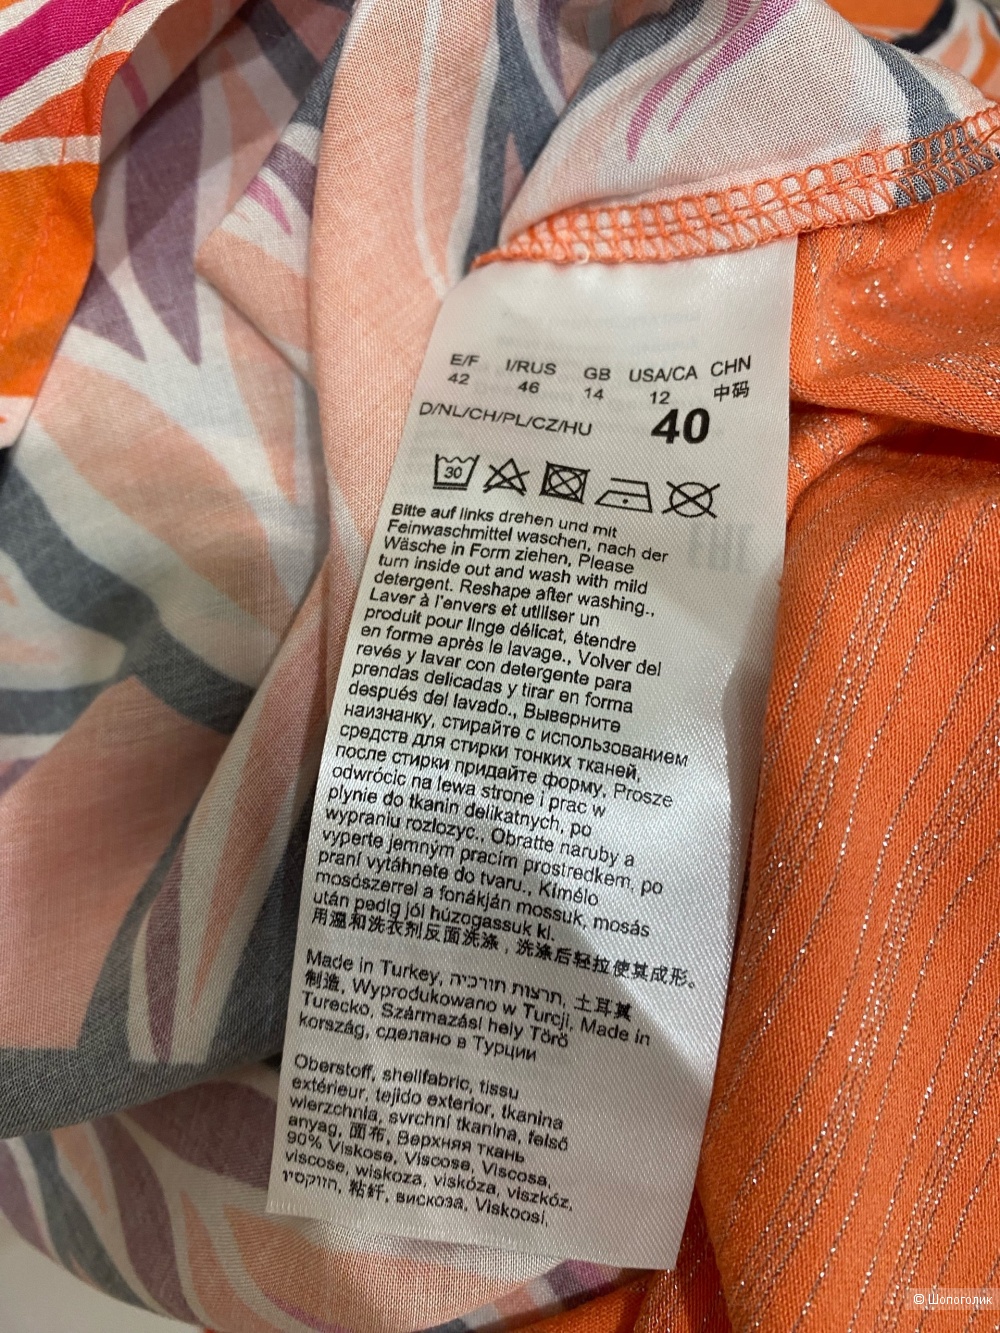 E/F I/RUS GB USA/CA CHN
42 46 14 12 中码
D/NL/CH/PL/CZ/HU 40
30
Bitte auf links drehen und mit
Feinwaschmittel waschen, nach der
Wäsche in Form ziehen, Please
turn inside out and wash with mild
detergent. Reshape after washing.,
Laver à l'envers et utiliser un
produit pour linge délicat, étendre
en forme après le lavage., Volver del
revés y lavar con detergente para
prendas delicadas y tirar en forma
después del lavado., Выверните
наизнанку, стирайте с использованием
средств для стирки тонких тканей,
после стирки придайте форму, Prosze
odwrócic na lewa strone i prac w
plynie do tkanin delikatnych, po
wypraniu rozlozyc., Obratte naruby a
vyperte jemným pracím prostredkem, po
praní vytáhnete do tvaru., Kímélo
mosószerrel a fonákján mossuk, mosás
után pedig jól húzogassuk ki.
用温和洗衣剂反面洗涤，洗涤后轻拉使其成形。
Made in Turkey, תרצות תורכיה, 土耳其
制造, Wyprodukowano w Turcji, Made in
Turecko, Származási hely Törö
kország, сделано в Турции
Oberstoff, shellfabric, tissu
extérieur, tejido exterior, tkanina
wierzchnia, svrchní tkanina, felsó
anyag, 面布, Верхняя ткань
90% Viskose, Viscose, Viscosa,
viscose, wiskoza, viskóza, viszkóz,
חווקסיו, 粘纤, вискоза, Viskoosi,
© Шопоголик